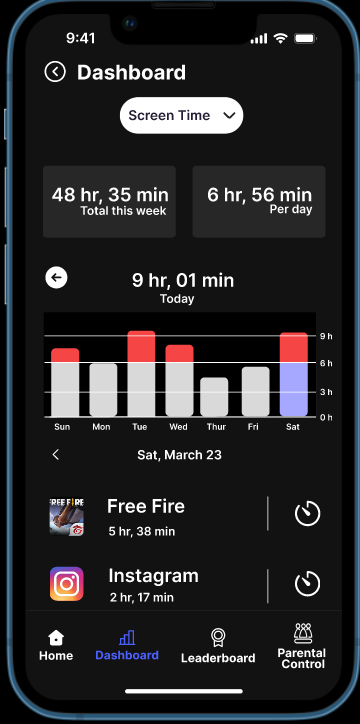 9:41
Dashboard
Screen Time
48 hr, 35 min
Total this week
6 hr, 56 min
Per day
9 hr, 01 min
Today
9 h
6 h
3 h
0 h
Sun Mon Tue Wed Thur Fri Sat
Sat, March 23
FREE FIRE
Free Fire
5 hr, 38 min
Instagram
2 hr, 17 min
Home
Dashboard
Leaderboard
Parental
Control